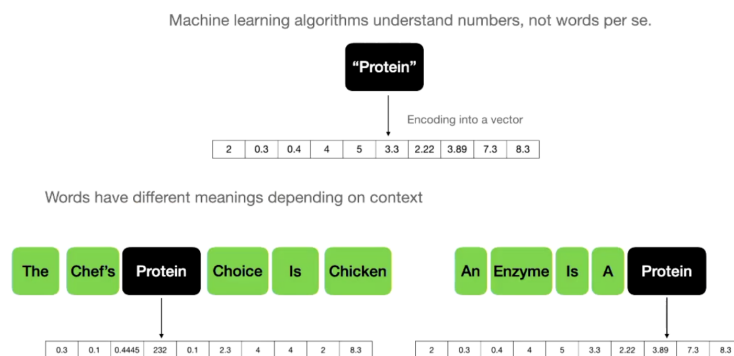 Machine learning algorithms understand numbers, not words per se.
“Protein”
Encoding into a vector
2 0.3 0.4 4 5 3.3 2.22 3.89 7.3 8.3
Words have different meanings depending on context
The Chef's Protein Choice Is Chicken
An Enzyme Is A Protein
0.3 0.1 0.4445 232 0.1 2.3 4 4 2 8.3
2 0.3 0.4 4 5 3.3 2.22 3.89 7.3 8.3